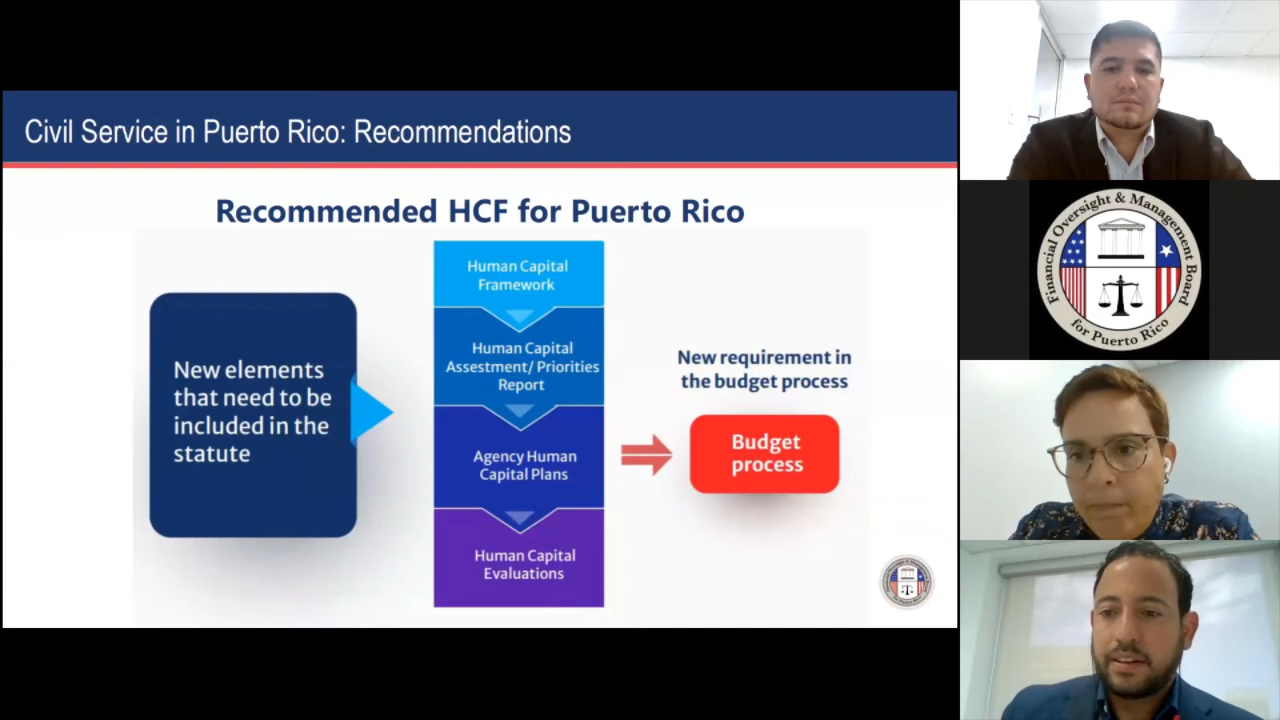 Civil Service in Puerto Rico: Recommendations
Recommended HCF for Puerto Rico
New elements
that need to be
included in the
statute
Human Capital
Framework
Human Capital
Assestment/ Priorities
Report
Agency Human
Capital Plans
Human Capital
Evaluations
New requirement in
the budget process
Budget
process
Financial Oversight & Management Board
for Puerto Rico